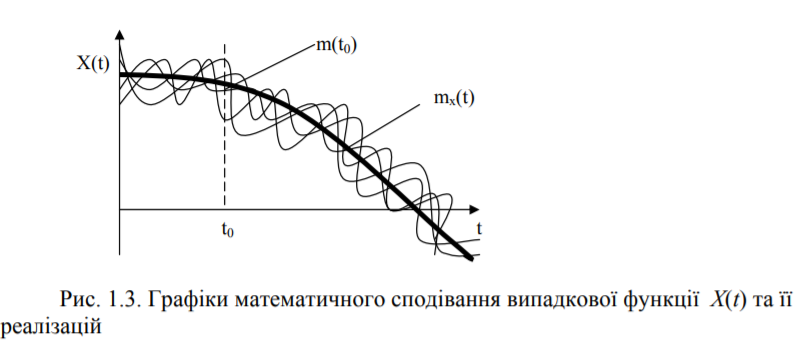 m(t₀)
X(t)
mₓ(t)
t₀
t
Рис. 1.3. Графіки математичного сподівання випадкової функції X(t) та її
реалізацій